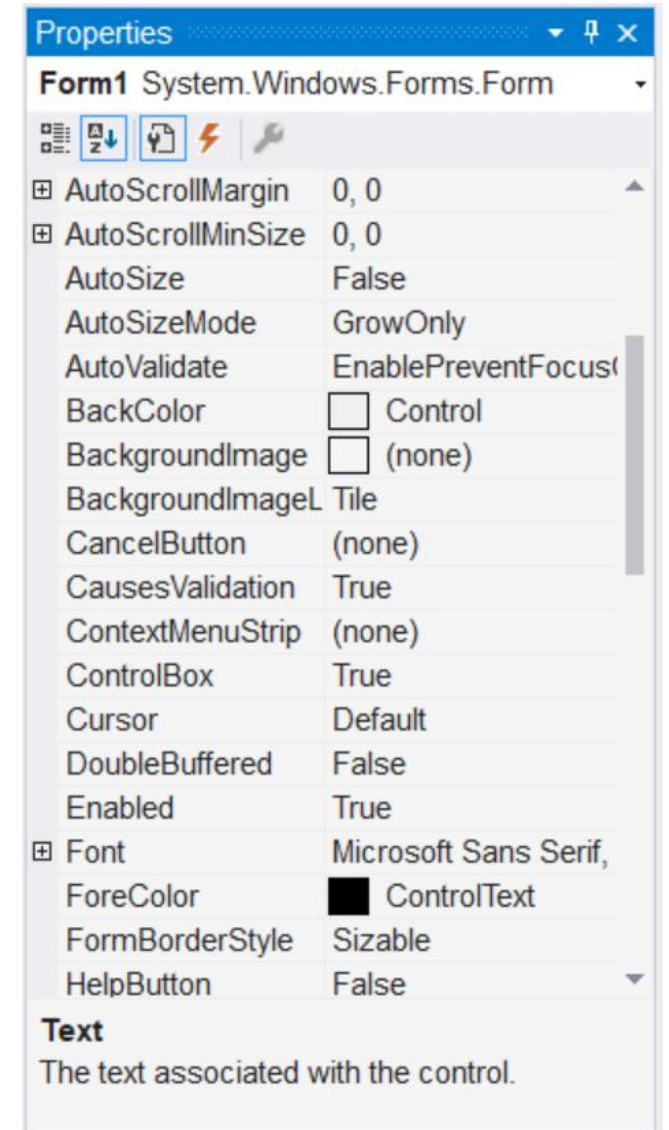 Properties
Form1 System.Windows.Forms.Form
AutoScrollMargin 0, 0
AutoScrollMinSize 0, 0
AutoSize False
AutoSizeMode GrowOnly
AutoValidate EnablePreventFocus(
BackColor Control
BackgroundImage (none)
BackgroundImageL Tile
CancelButton (none)
CausesValidation True
ContextMenuStrip (none)
ControlBox True
Cursor Default
DoubleBuffered False
Enabled True
Font Microsoft Sans Serif,
ForeColor ControlText
FormBorderStyle Sizable
HelpButton False
Text
The text associated with the control.